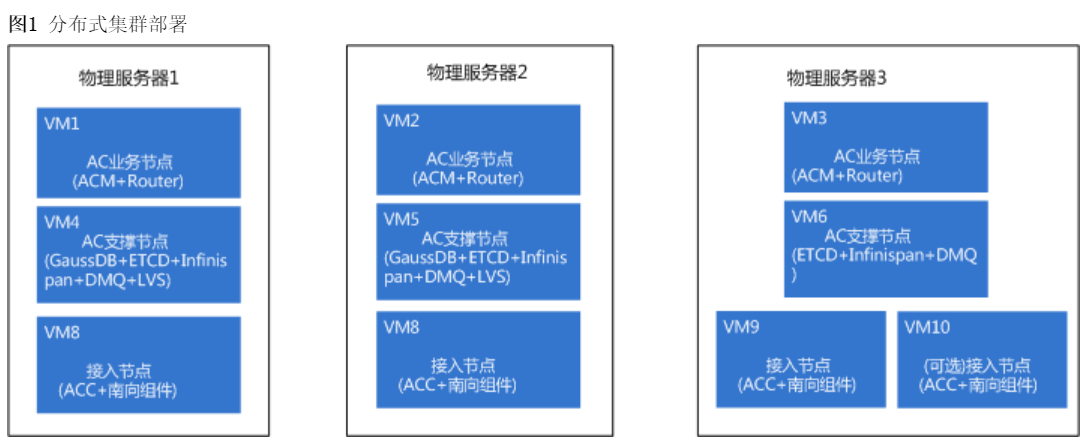 图1 分布式集群部署
物理服务器1
VM1
AC业务节点
(ACM+Router)
VM4
AC支撑节点
(GaussDB+ETCD+Infinis
pan+DMQ+LVS)
VM8
接入节点
(ACC+南向组件)
物理服务器2
VM2
AC业务节点
(ACM+Router)
VM5
AC支撑节点
(GaussDB+ETCD+Infinis
pan+DMQ+LVS)
VM8
接入节点
(ACC+南向组件)
物理服务器3
VM3
AC业务节点
(ACM+Router)
VM6
AC支撑节点
(ETCD+Infinispan+DMQ
)
VM9
接入节点
(ACC+南向组件)
VM10
(可选)接入节点
(ACC+南向组件)